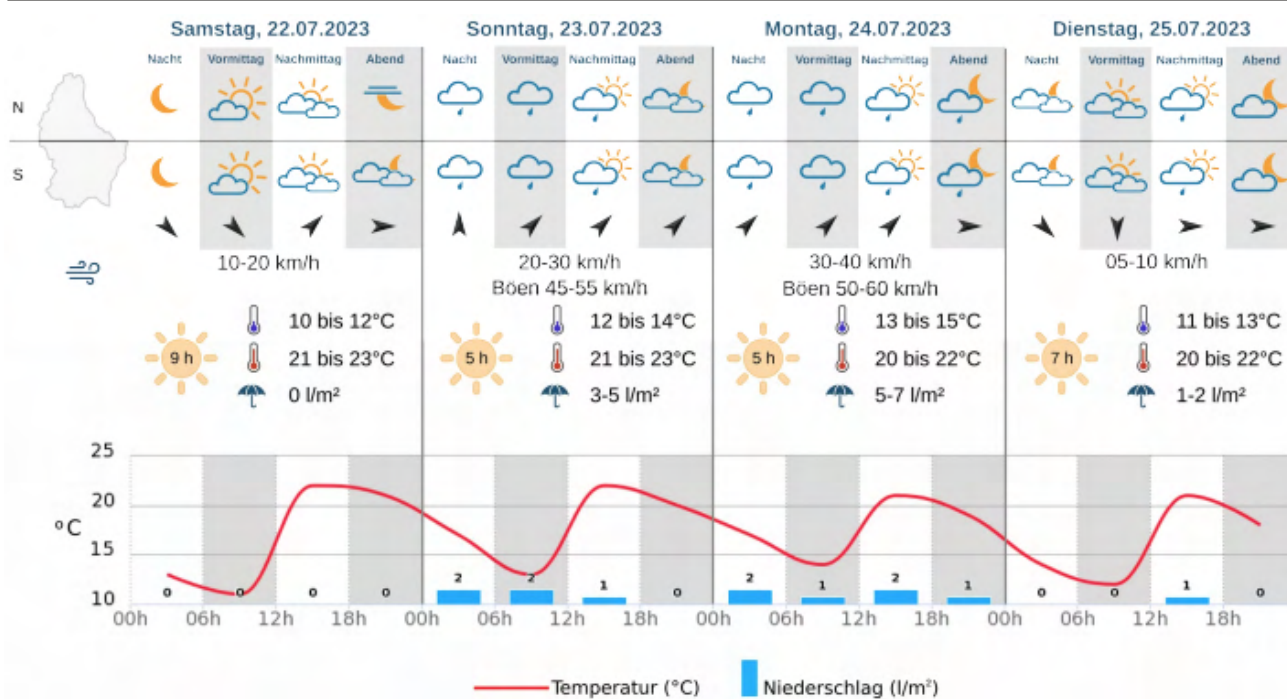 Samstag, 22.07.2023 Sonntag, 23.07.2023 Montag, 24.07.2023 Dienstag, 25.07.2023
Nacht Vormittag Nachmittag Abend Nacht Vormittag Nachmittag Abend Nacht Vormittag Nachmittag Abend Nacht Vormittag Nachmittag Abend
N
S
10-20 km/h 20-30 km/h 30-40 km/h 05-10 km/h
Böen 45-55 km/h Böen 50-60 km/h
10 bis 12°C 12 bis 14°C 13 bis 15°C 11 bis 13°C
9 h 21 bis 23°C 5 h 21 bis 23°C 5 h 20 bis 22°C 7 h 20 bis 22°C
0 l/m² 3-5 l/m² 5-7 l/m² 1-2 l/m²
25
20
°C
15
2 2 1 0 2 1 2 1 0 0 1 0
0 0 0 0
10
00h 06h 12h 18h 00h 06h 12h 18h 00h 06h 12h 18h 00h 06h 12h 18h
Temperatur (°C) Niederschlag (l/m²)